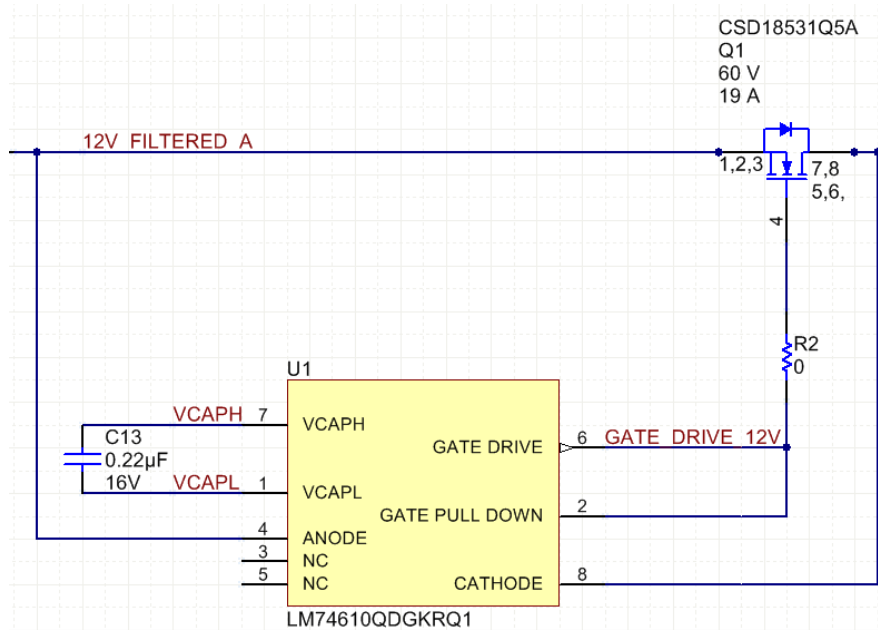 CSD18531Q5A
Q1
60 V
19 A
12V_FILTERED_A
1,2,3
7,8
5,6,
4
R2
0
U1
VCAPH 7 VCAPH
C13
0.22µF
16V
GATE DRIVE 6 GATE_DRIVE_12V
VCAPL 1 VCAPL
GATE PULL DOWN 2
4 ANODE
3 NC
5 NC
CATHODE 8
LM74610QDGKRQ1